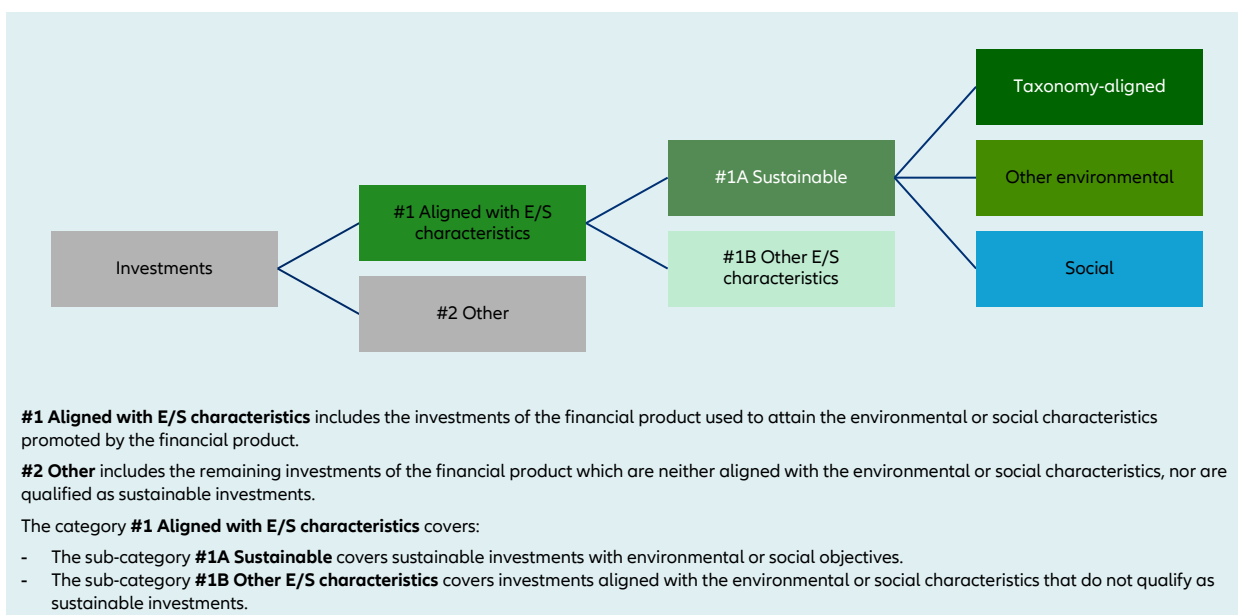 Taxonomy-aligned
#1A Sustainable
Other environmental
#1 Aligned with E/S
characteristics
#1B Other E/S
characteristics
Investments
Social
#2 Other
#1 Aligned with E/S characteristics includes the investments of the financial product used to attain the environmental or social characteristics
promoted by the financial product.
#2 Other includes the remaining investments of the financial product which are neither aligned with the environmental or social characteristics, nor are
qualified as sustainable investments.
The category #1 Aligned with E/S characteristics covers:
- The sub-category #1A Sustainable covers sustainable investments with environmental or social objectives.
- The sub-category #1B Other E/S characteristics covers investments aligned with the environmental or social characteristics that do not qualify as
sustainable investments.